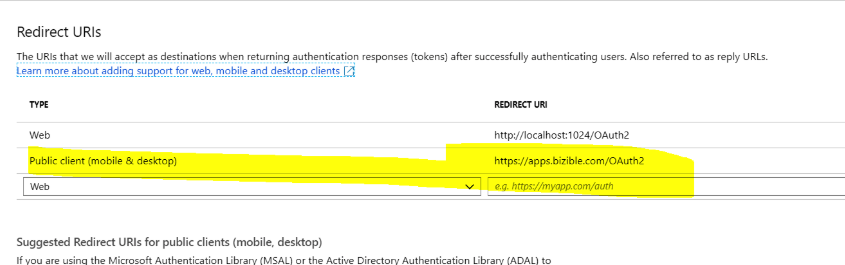 Redirect URIs
The URIs that we will accept as destinations when returning authentication responses (tokens) after successfully authenticating users. Also referred to as reply URLs.
Learn more about adding support for web, mobile and desktop clients
TYPE REDIRECT URI
Web http://localhost:1024/OAuth2
Public client (mobile & desktop) https://apps.bizible.com/OAuth2
Web e.g. https://myapp.com/auth
Suggested Redirect URIs for public clients (mobile, desktop)
If you are using the Microsoft Authentication Library (MSAL) or the Active Directory Authentication Library (ADAL) to